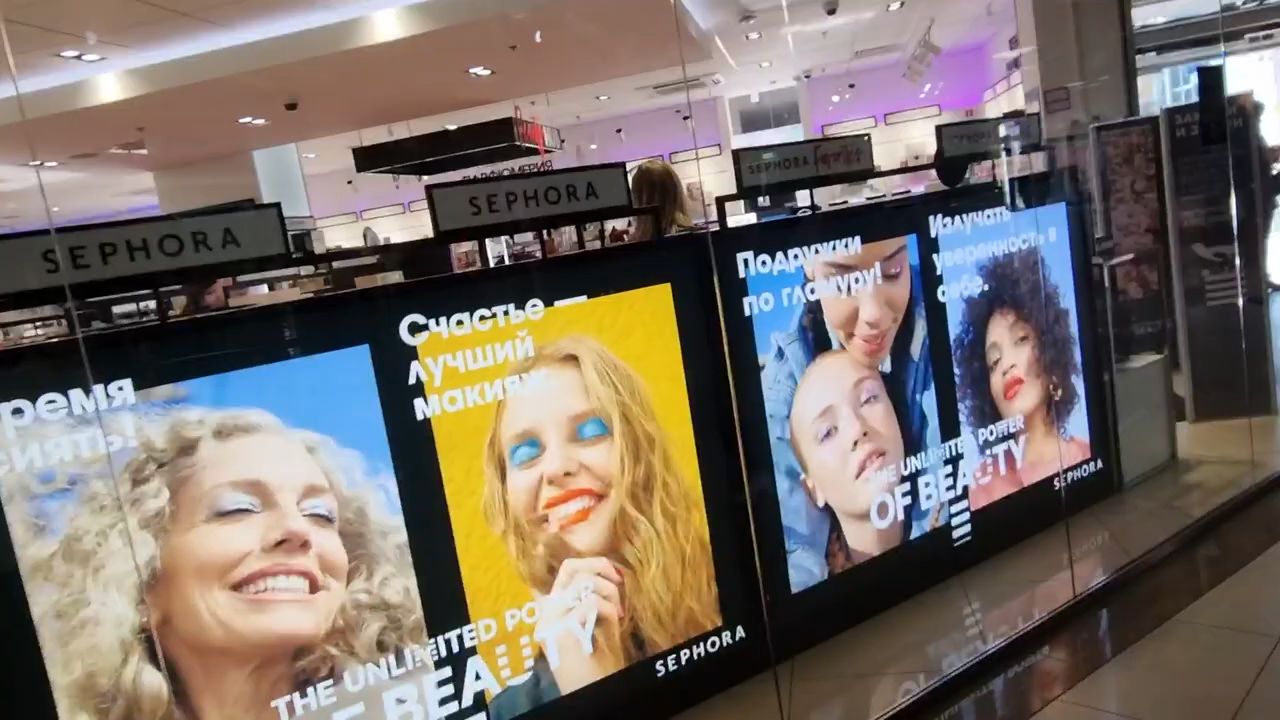 ПАРФЮМЕРИЯ
SEPHORA
SEPHORA
SEPHORA Favorites
ремя
сиять!
Счастье —
лучший
макияж
THE UNLIMITED POWER
OF BEAUTY
SEPHORA
Подружки
по гламуру!
Излучать
уверенность в
себе.
THE UNLIMITED POWER
OF BEAUTY
SEPHORA